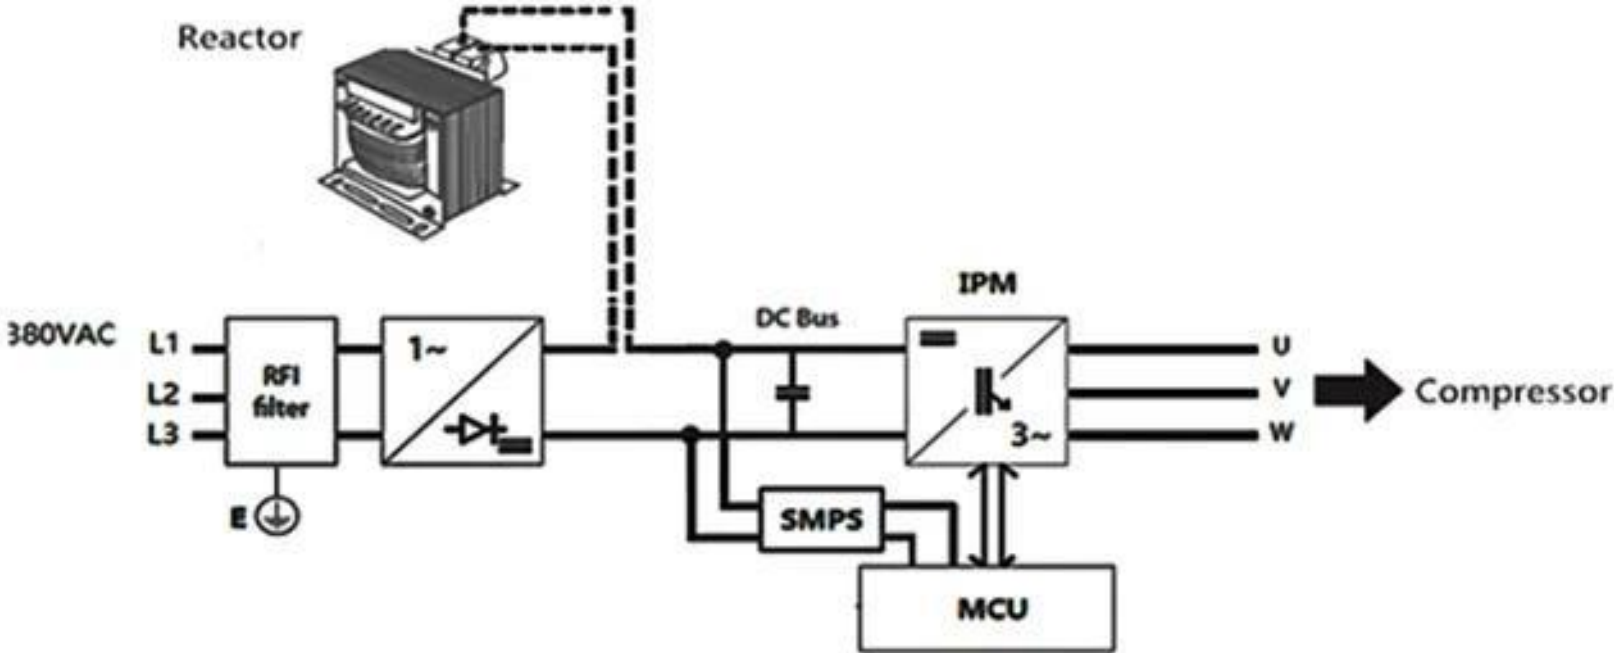 Reactor
IPM
DC Bus
380VAC
L1
L2
L3
RFI
filter
1~
3~
U
V
W
Compressor
E
SMPS
MCU